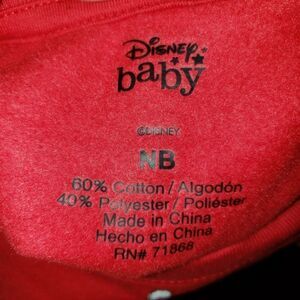 Disney
baby
©DISNEY
NB
60% Cotton / Algodón
40% Polyester / Poliéster
Made in China
Hecho en China
RN# 71868